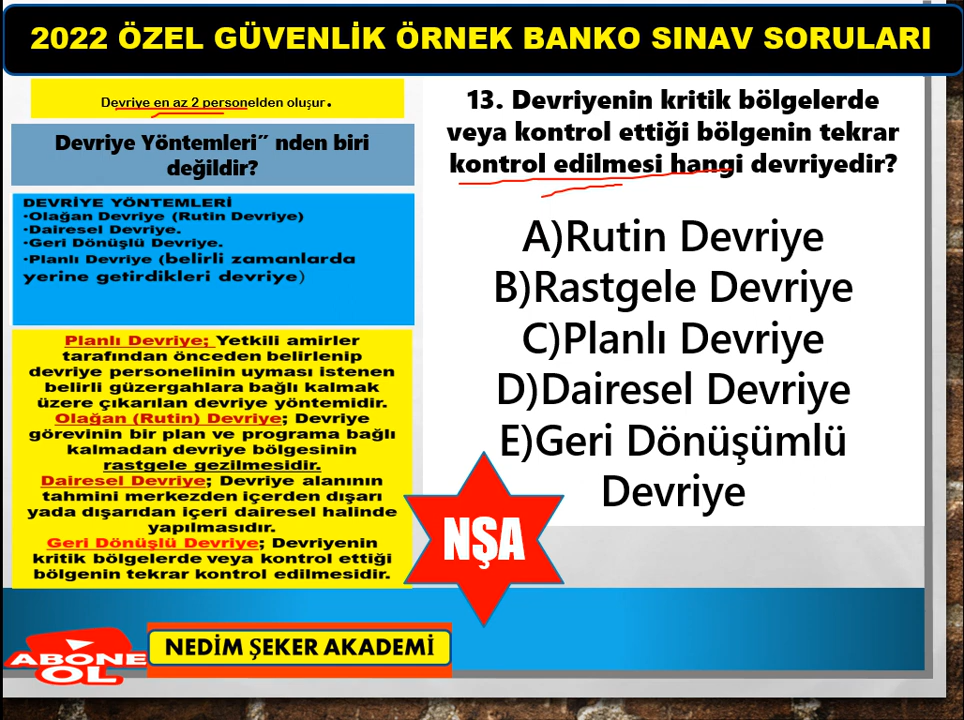 2022 ÖZEL GÜVENLİK ÖRNEK BANKO SINAV SORULARI
Devriye en az 2 personelden oluşur.
Devriye Yöntemleri” nden biri
değildir?
DEVRİYE YÖNTEMLERİ
•Olağan Devriye (Rutin Devriye)
•Dairesel Devriye.
•Geri Dönüşlü Devriye.
•Planlı Devriye (belirli zamanlarda
yerine getirdikleri devriye)
Planlı Devriye; Yetkili amirler
tarafından önceden belirlenip
devriye personelinin uyması istenen
belirli güzergahlara bağlı kalmak
üzere çıkarılan devriye yöntemidir.
Olağan (Rutin) Devriye; Devriye
görevinin bir plan ve programa bağlı
kalmadan devriye bölgesinin
rastgele gezilmesidir.
Dairesel Devriye; Devriye alanının
tahmini merkezden içerden dışarı
yada dışarıdan içeri dairesel halinde
yapılmasıdır.
Geri Dönüşlü Devriye; Devriyenin
kritik bölgelerde veya kontrol ettiği
bölgenin tekrar kontrol edilmesidir.
13. Devriyenin kritik bölgelerde
veya kontrol ettiği bölgenin tekrar
kontrol edilmesi hangi devriyedir?
A)Rutin Devriye
B)Rastgele Devriye
C)Planlı Devriye
D)Dairesel Devriye
E)Geri Dönüşümlü
Devriye
NŞA
ABONE
OL
NEDİM ŞEKER AKADEMİ